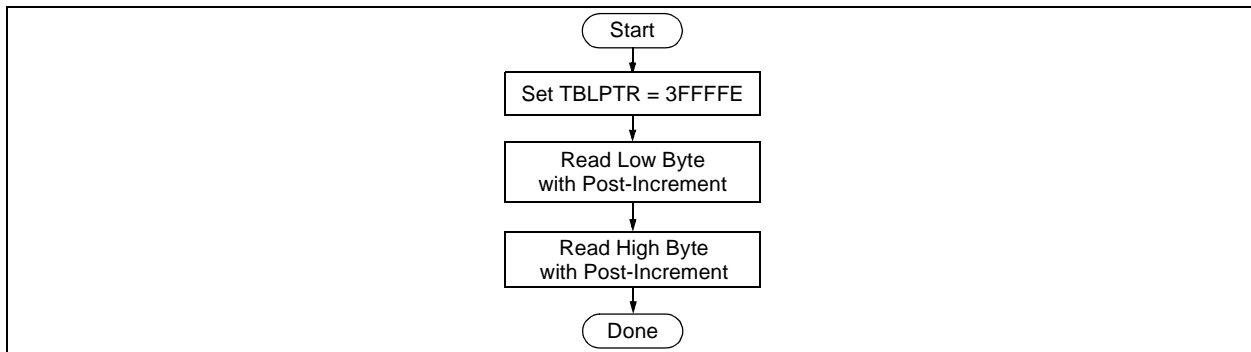 Start
Set TBLPTR = 3FFFFE
Read Low Byte
with Post-Increment
Read High Byte
with Post-Increment
Done